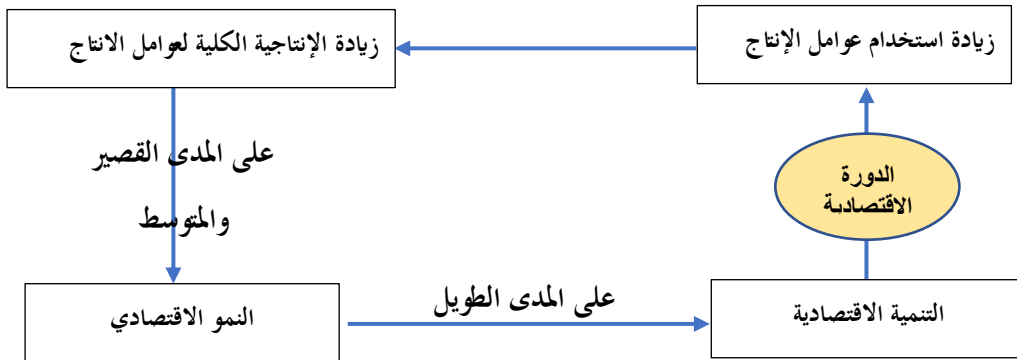 زيادة استخدام عوامل الإنتاج
زيادة الإنتاجية الكلية لعوامل الانتاج
على المدى القصير
والمتوسط
الدورة
الاقتصادية
على المدى الطويل
التنمية الاقتصادية
النمو الاقتصادي